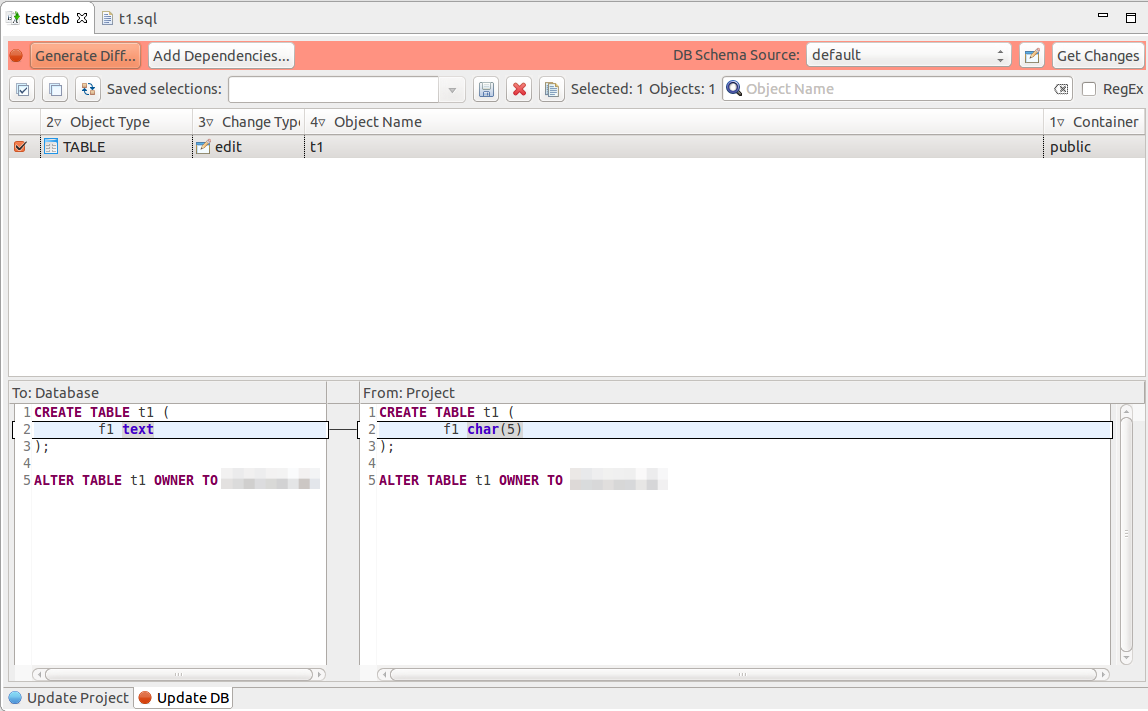 testdb t1.sql
Generate Diff... Add Dependencies... DB Schema Source: default Get Changes
Saved selections: Selected: 1 Objects: 1 Object Name RegEx
2 Object Type 3 Change Typ 4 Object Name 1 Container
TABLE edit t1 public
To: Database From: Project
1 CREATE TABLE t1 ( 1 CREATE TABLE t1 (
2 f1 text 2 f1 char(5)
3 ); 3 );
4 4
5 ALTER TABLE t1 OWNER TO 5 ALTER TABLE t1 OWNER TO
Update Project Update DB